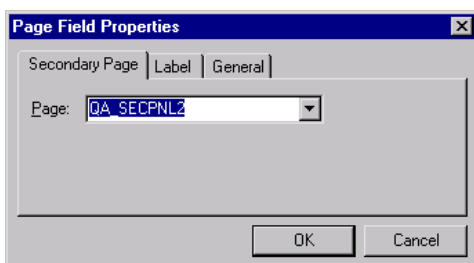 Page Field Properties
Secondary Page Label General
Page: QA_SECPNL2
OK Cancel